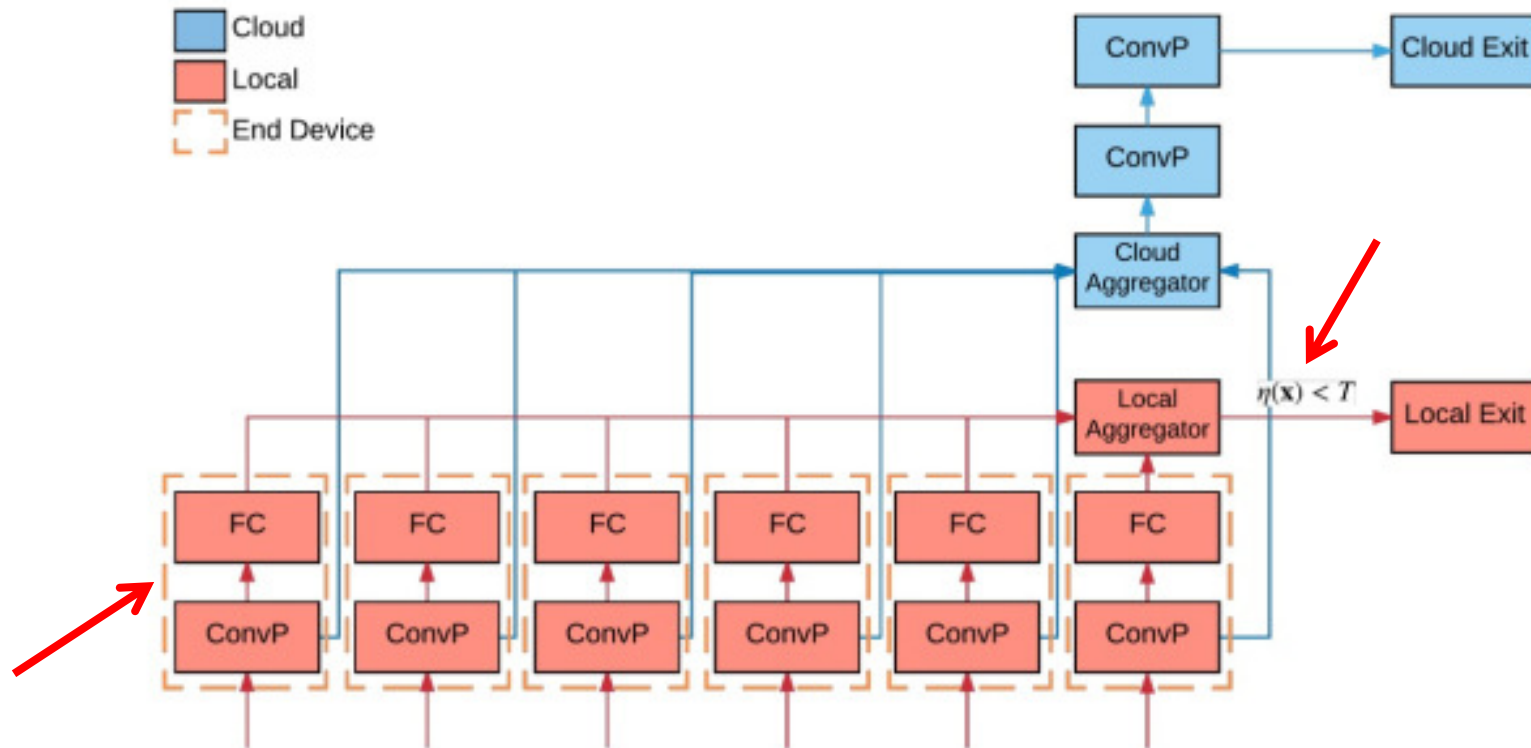 Cloud
Local
End Device
ConvP
Cloud Exit
ConvP
Cloud
Aggregator
η(x) < T
Local
Aggregator
Local Exit
FC
FC
FC
FC
FC
FC
ConvP
ConvP
ConvP
ConvP
ConvP
ConvP